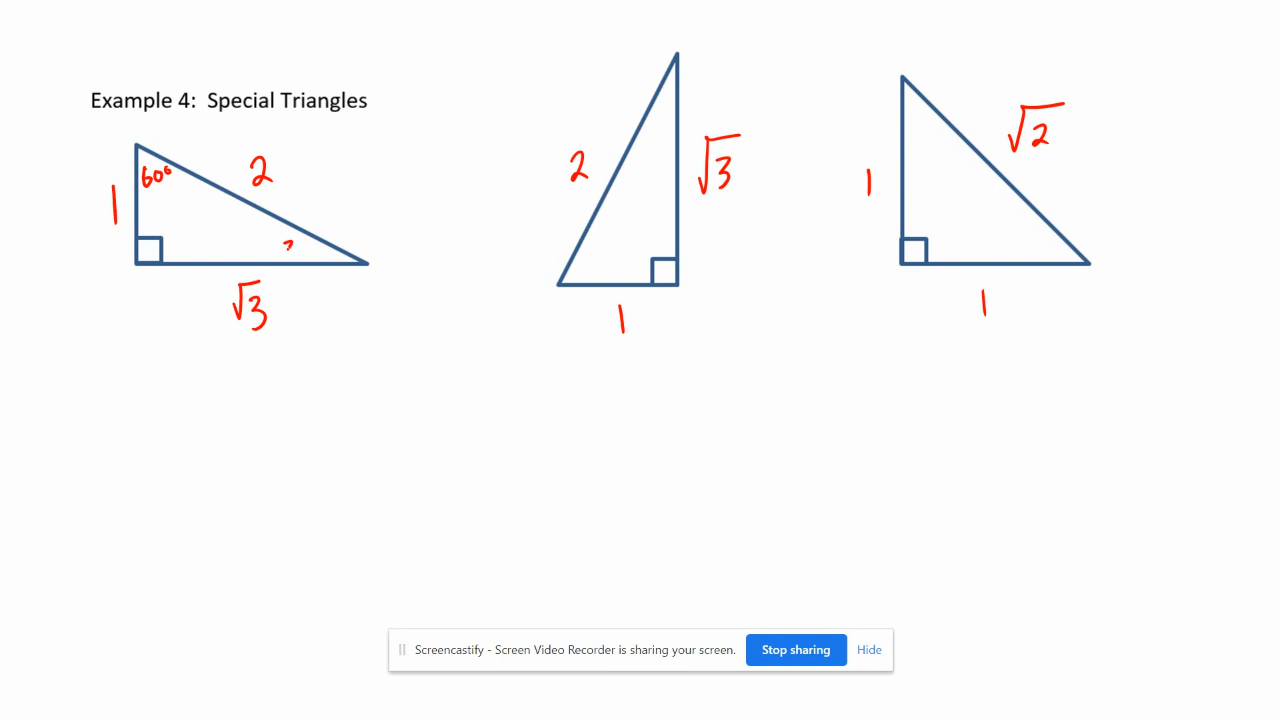 Example 4:  Special Triangles
60°
1
2
√3
2
√3
1
1
√2
1
Screencastify - Screen Video Recorder is sharing your screen.
Stop sharing
Hide